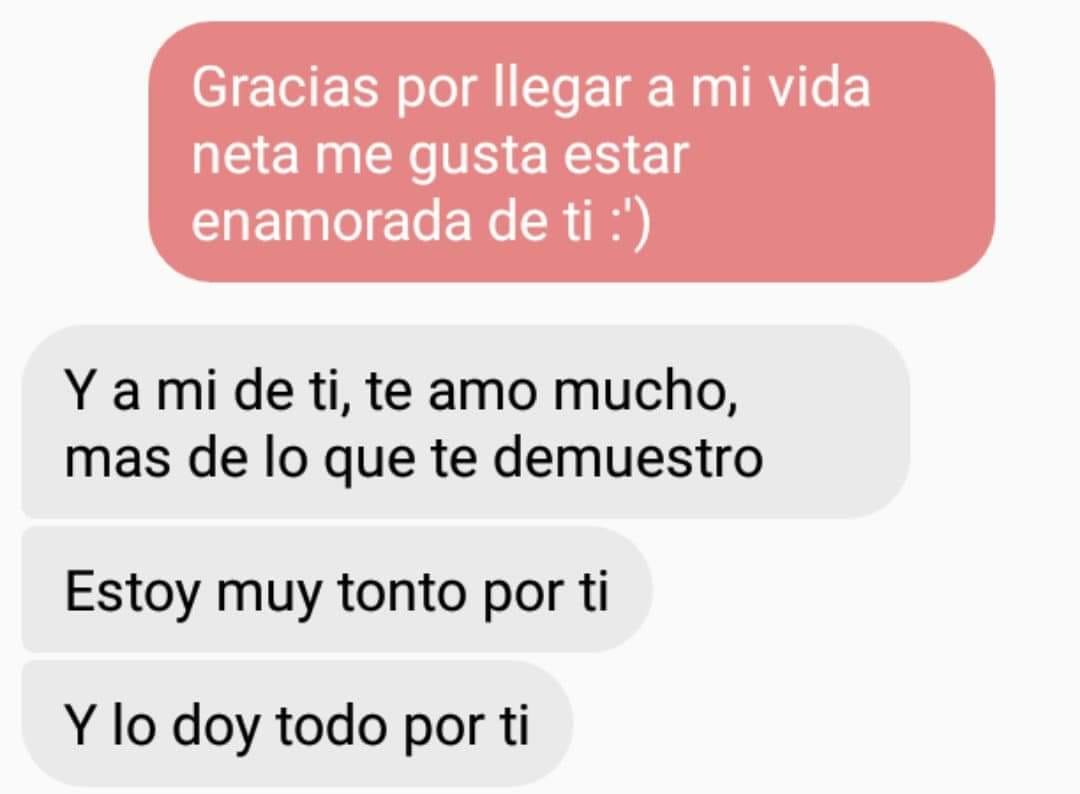 Gracias por llegar a mi vida
neta me gusta estar
enamorada de ti :')
Y a mi de ti, te amo mucho,
mas de lo que te demuestro
Estoy muy tonto por ti
Y lo doy todo por ti